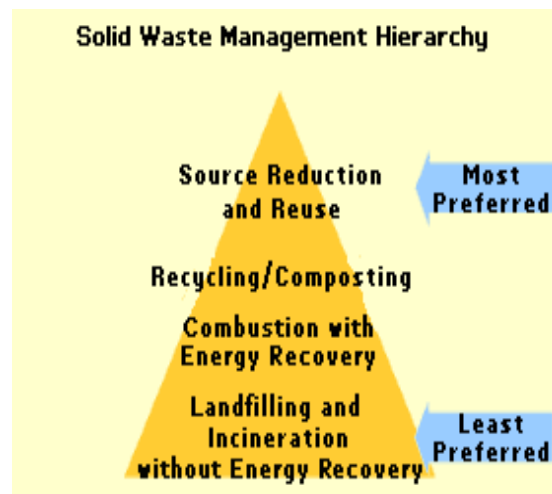 Solid Waste Management Hierarchy
Source Reduction
and Reuse
Most
Preferred
Recycling/Composting
Combustion with
Energy Recovery
Landfilling and
Incineration
without Energy Recovery
Least
Preferred